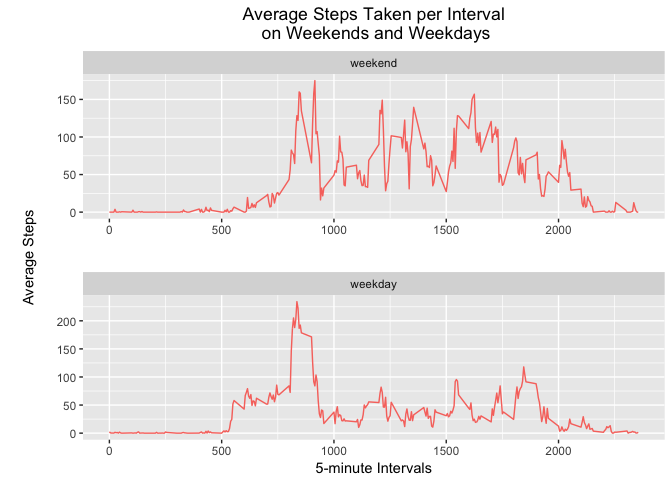 Average Steps Taken per Interval
on Weekends and Weekdays
weekend
150
100
50
0
0 500 1000 1500 2000
Average Steps
weekday
200
150
100
50
0
0 500 1000 1500 2000
5-minute Intervals